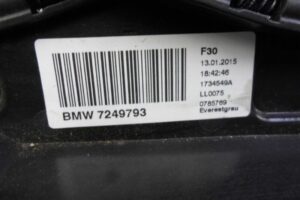 F30
13.01.2015
18:42:46
1734549A
LL0075
0785769
Everestgrau
BMW 7249793